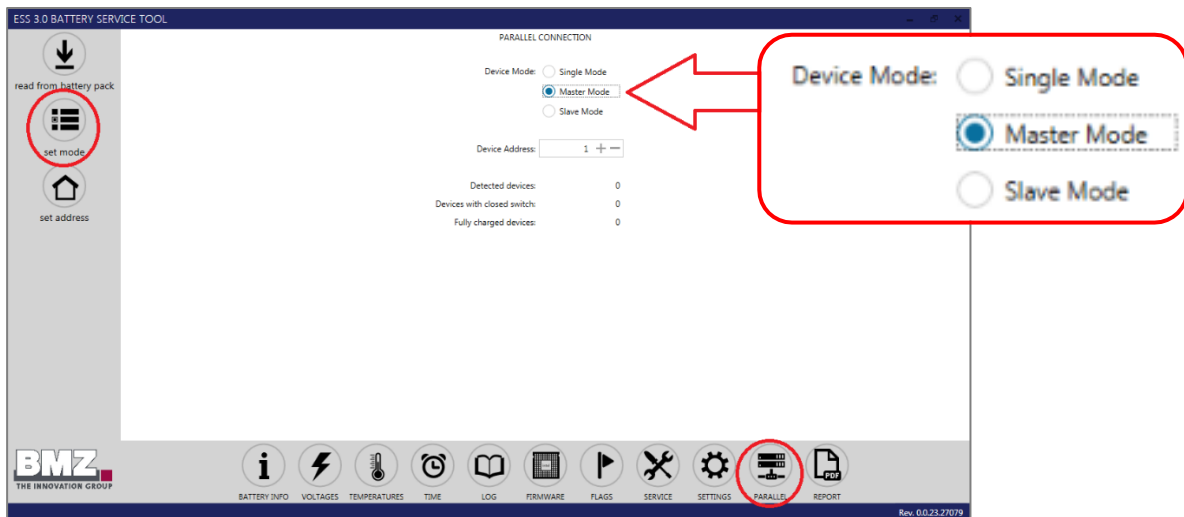 ESS 3.0 BATTERY SERVICE TOOL
read from battery pack
set mode
set address
PARALLEL CONNECTION
Device Mode:
Single Mode
Master Mode
Slave Mode
Device Address: 1
Detected devices: 0
Devices with closed switch: 0
Fully charged devices: 0
Device Mode:
Single Mode
Master Mode
Slave Mode
BMZ
THE INNOVATION GROUP
BATTERY INFO
VOLTAGES
TEMPERATURES
TIME
LOG
FIRMWARE
FLAGS
SERVICE
SETTINGS
PARALLEL
PDF
REPORT
Rev. 0.0.23.27079